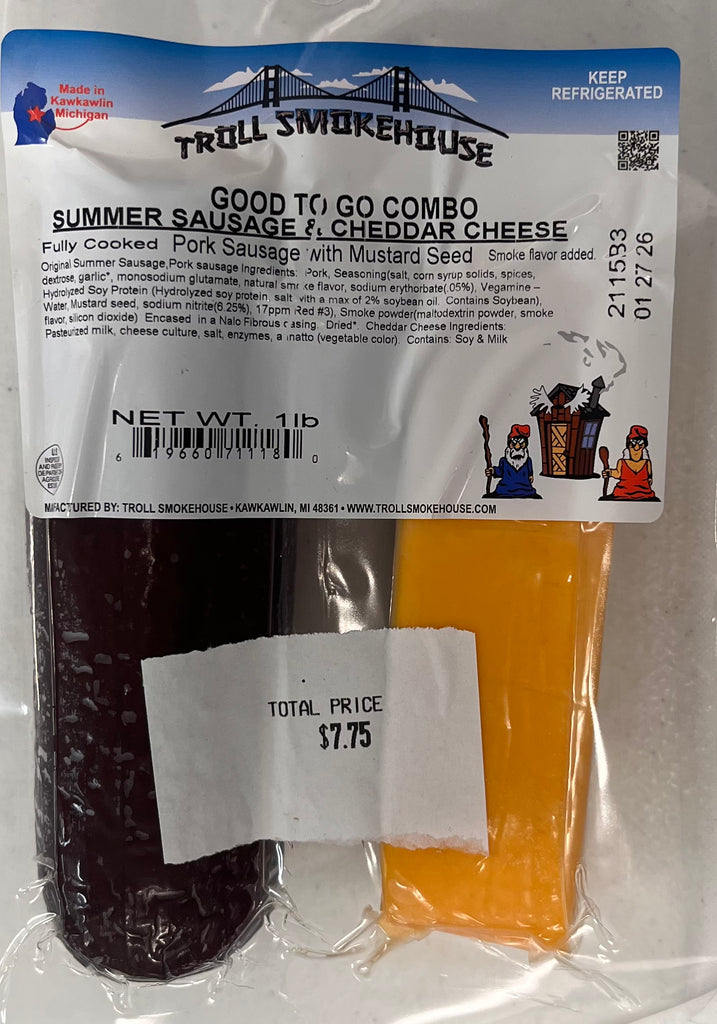 Made in
Kawkawlin
Michigan
TROLL SMOKEHOUSE
KEEP
REFRIGERATED
GOOD TO GO COMBO
SUMMER SAUSAGE & CHEDDAR CHEESE
Fully Cooked Pork Sausage with Mustard Seed Smoke flavor added.
Original Summer Sausage,Pork sausage Ingredients: Pork, Seasoning(salt, corn syrup solids, spices,
dextrose, garlic*, monosodium glutamate, natural smoke flavor, sodium erythorbate(.05%), Vegamine –
Hydrolyzed Soy Protein (Hydrolyzed soy protein, salt with a max of 2% soybean oil. Contains Soybean),
Water, Mustard seed, sodium nitrite(6.25%), 17ppm Red #3), Smoke powder(maltodextrin powder, smoke
flavor, silicon dioxide) Encased in a Nalo Fibrous casing. Dried*. Cheddar Cheese Ingredients:
Pasteurized milk, cheese culture, salt, enzymes, annatto (vegetable color). Contains: Soy & Milk
2115B3
01 27 26
NET WT. 1lb
6 19660 71118 0
MANUFACTURED BY: TROLL SMOKEHOUSE • KAWKAWLIN, MI 48361 • WWW.TROLLSMOKEHOUSE.COM
TOTAL PRICE
$7.75